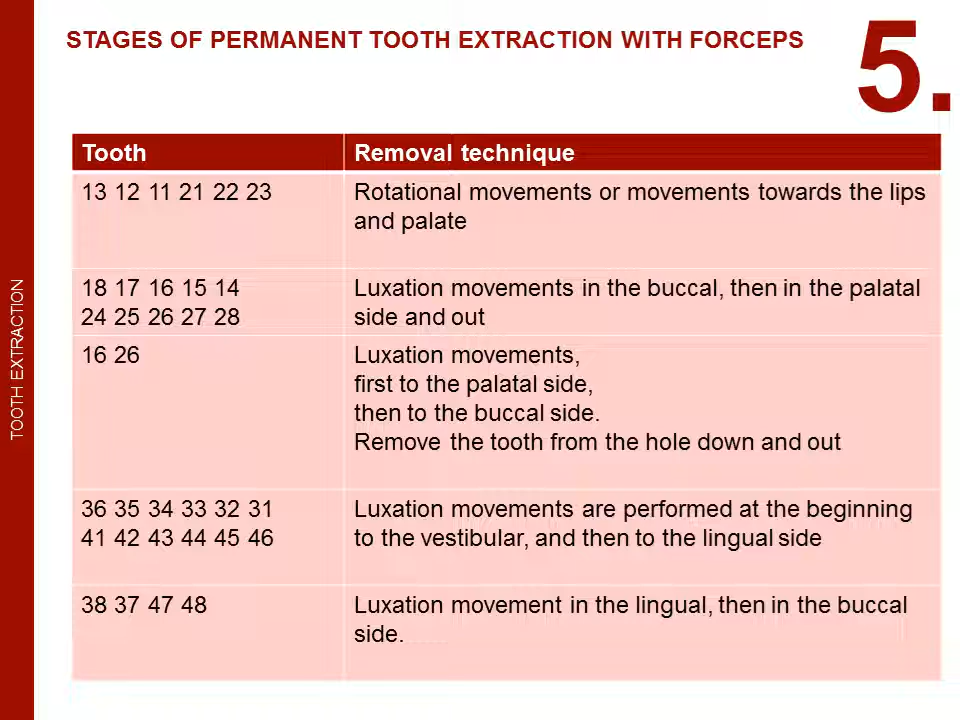 STAGES OF PERMANENT TOOTH EXTRACTION WITH FORCEPS
5.
TOOTH EXTRACTION
Tooth
Removal technique
13 12 11 21 22 23
Rotational movements or movements towards the lips
and palate
18 17 16 15 14
24 25 26 27 28
Luxation movements in the buccal, then in the palatal
side and out
16 26
Luxation movements,
first to the palatal side,
then to the buccal side.
Remove the tooth from the hole down and out
36 35 34 33 32 31
41 42 43 44 45 46
Luxation movements are performed at the beginning
to the vestibular, and then to the lingual side
38 37 47 48
Luxation movement in the lingual, then in the buccal
side.